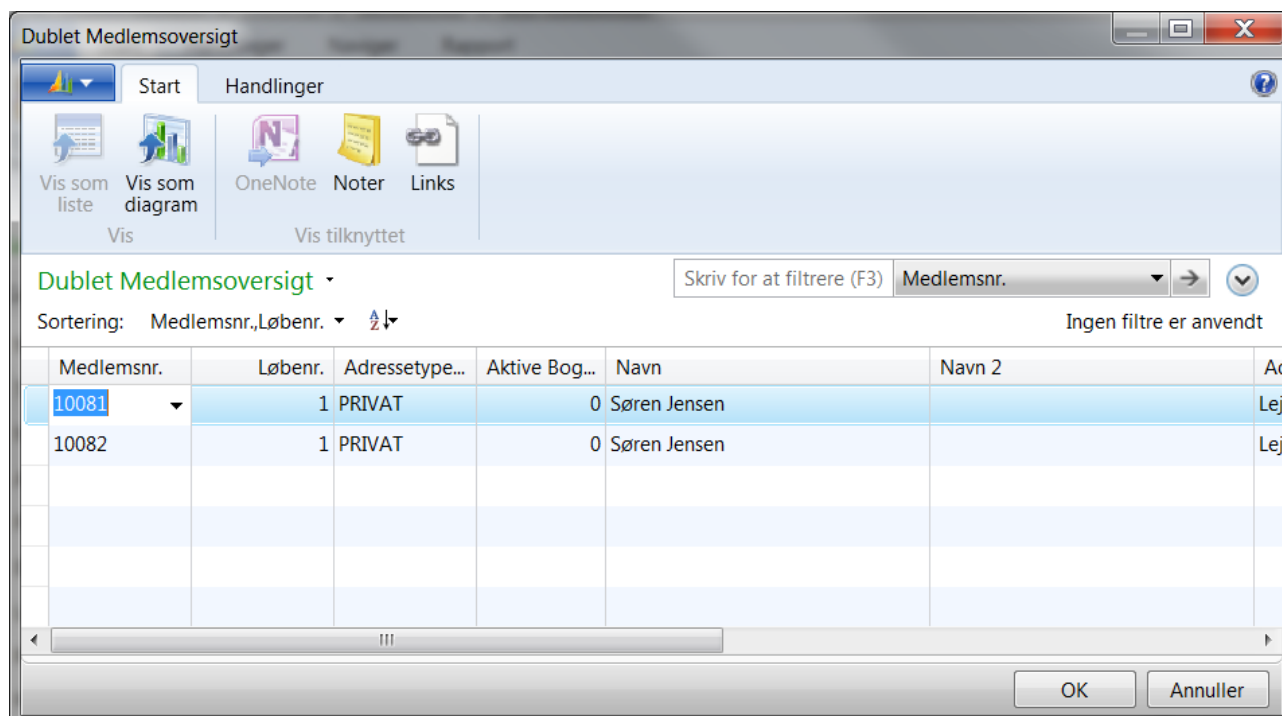 Dublet Medlemsoversigt
Start Handlinger
Vis som liste Vis som diagram OneNote Noter Links
Vis Vis tilknyttet
Dublet Medlemsoversigt Skriv for at filtrere (F3) Medlemsnr.
Sortering: Medlemsnr.,Løbenr. Ingen filtre er anvendt
Medlemsnr. Løbenr. Adressetype... Aktive Bog... Navn Navn 2
10081 1 PRIVAT 0 Søren Jensen Lej
10082 1 PRIVAT 0 Søren Jensen Lej
OK Annuller